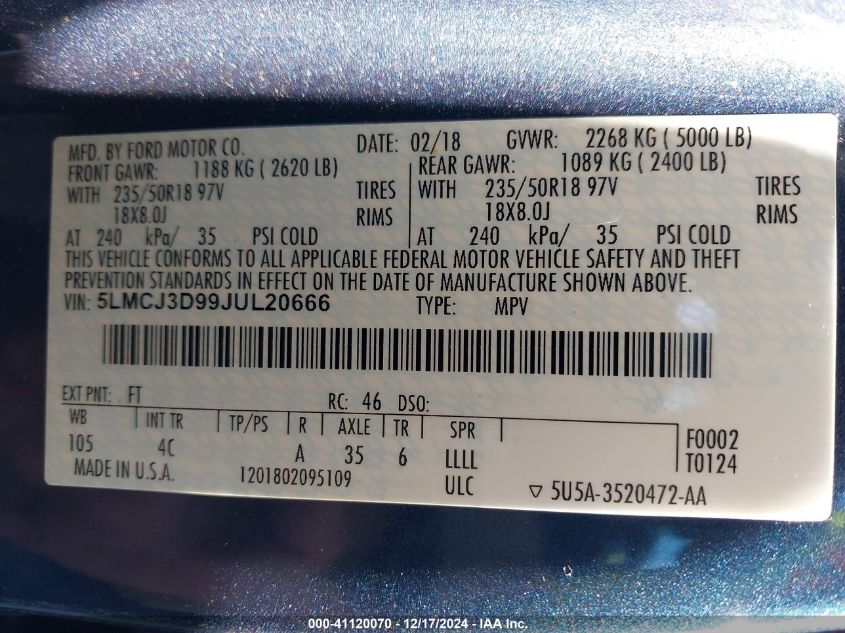 MFD. BY FORD MOTOR CO. DATE: 02/18 GVWR: 2268 KG ( 5000 LB)
FRONT GAWR: 1188 KG ( 2620 LB) REAR GAWR: 1089 KG ( 2400 LB)
WITH 235/50R18 97V TIRES WITH 235/50R18 97V TIRES
18X8.0J RIMS 18X8.0J RIMS
AT 240 kPa/ 35 PSI COLD AT 240 kPa/ 35 PSI COLD
THIS VEHICLE CONFORMS TO ALL APPLICABLE FEDERAL MOTOR VEHICLE SAFETY AND THEFT
PREVENTION STANDARDS IN EFFECT ON THE DATE OF MANUFACTURE SHOWN ABOVE.
VIN: 5LMCJ3D99JUL20666 TYPE: MPV
EXT PNT: FT RC: 46 DSO:
WB INT TR TP/PS R AXLE TR SPR F0002
105 4C A 35 6 LLLL T0124
MADE IN U.S.A. 1201802095109 ULC ▽ 5U5A-3520472-AA
000-41120070 - 12/17/2024 - IAA Inc.